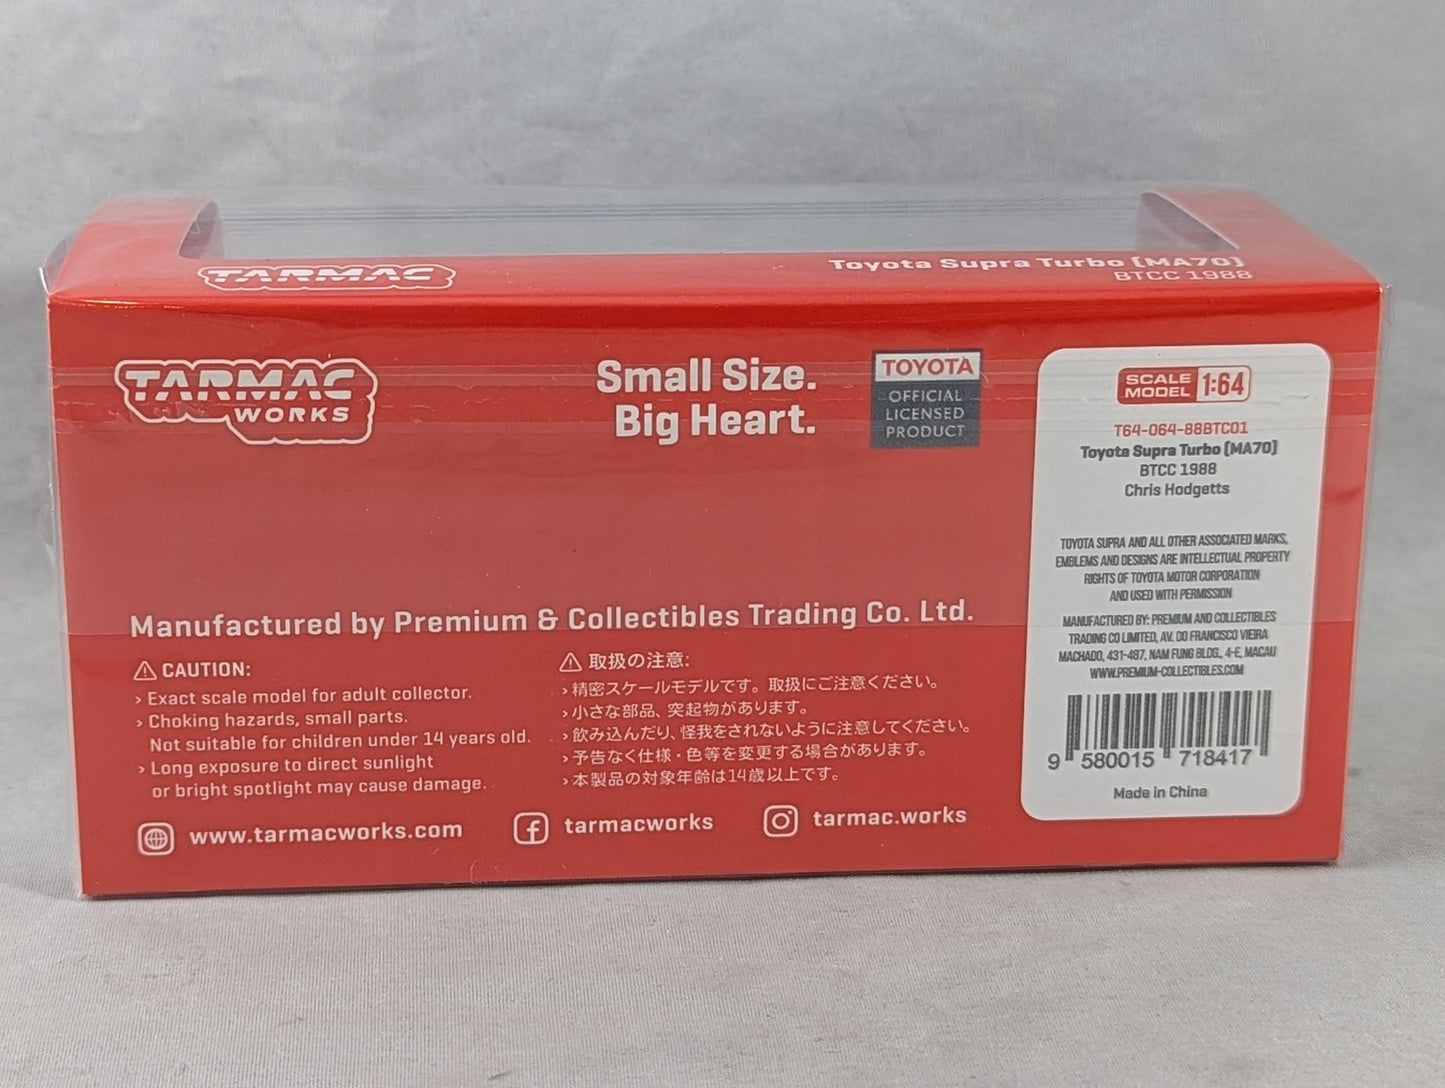 TARMAC
Toyota Supra Turbo (MA70)
BTCC 1988
TARMAC
WORKS
Small Size.
Big Heart.
TOYOTA
OFFICIAL
LICENSED
PRODUCT
Manufactured by Premium & Collectibles Trading Co. Ltd.
CAUTION:
› Exact scale model for adult collector.
› Choking hazards, small parts.
Not suitable for children under 14 years old.
› Long exposure to direct sunlight
or bright spotlight may cause damage.
取扱の注意:
›精密スケールモデルです。取扱にご注意ください。
›小さな部品、突起物があります。
›飲み込んだり、怪我をされないように注意してください。
›予告なく仕様・色等を変更する場合があります。
›本製品の対象年齢は14歳以上です。
www.tarmacworks.com
tarmacworks
tarmac.works
SCALE
MODEL 1:64
T64-064-88BTC01
Toyota Supra Turbo (MA70)
BTCC 1988
Chris Hodgetts
TOYOTA SUPRA AND ALL OTHER ASSOCIATED MARKS,
EMBLEMS AND DESIGNS ARE INTELLECTUAL PROPERTY
RIGHTS OF TOYOTA MOTOR CORPORATION
AND USED WITH PERMISSION
MANUFACTURED BY: PREMIUM AND COLLECTIBLES
TRADING CO LIMITED, AV. DO FRANCISCO VIEIRA
MACHADO, 431-487, NAM FUNG BLDG., 4-E, MACAU
WWW.PREMIUM-COLLECTIBLES.COM
9 580015 718417
Made in China